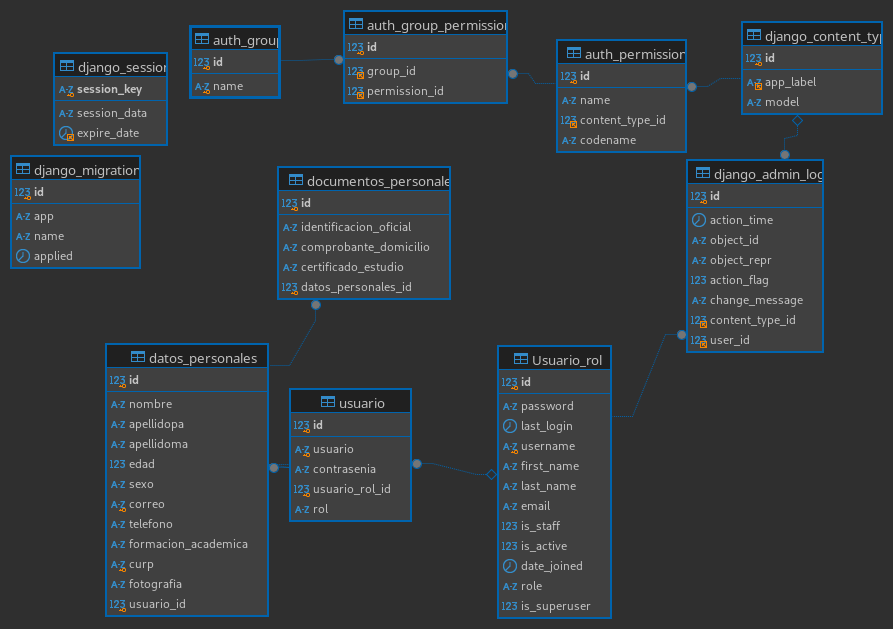 django_session
123 id
session_key
session_data
expire_date
auth_group
123 id
name
auth_group_permission
123 id
123 group_id
123 permission_id
auth_permission
123 id
A-Z name
123 content_type_id
A-Z codename
django_content_typ
123 id
A-Z app_label
A-Z model
django_migration
123 id
A-Z app
A-Z name
applied
documentos_personale
123 id
A-Z identificacion_oficial
A-Z comprobante_domicilio
A-Z certificado_estudio
123 datos_personales_id
django_admin_log
123 id
action_time
A-Z object_id
A-Z object_repr
123 action_flag
A-Z change_message
123 content_type_id
123 user_id
datos_personales
123 id
A-Z nombre
A-Z apellidopa
A-Z apellidoma
123 edad
A-Z sexo
A-Z correo
A-Z telefono
A-Z formacion_academica
A-Z curp
A-Z fotografia
123 usuario_id
usuario
123 id
A-Z usuario
A-Z contrasenia
123 usuario_rol_id
A-Z rol
Usuario_rol
123 id
A-Z password
last_login
A-Z username
A-Z first_name
A-Z last_name
A-Z email
123 is_staff
123 is_active
date_joined
A-Z role
123 is_superuser